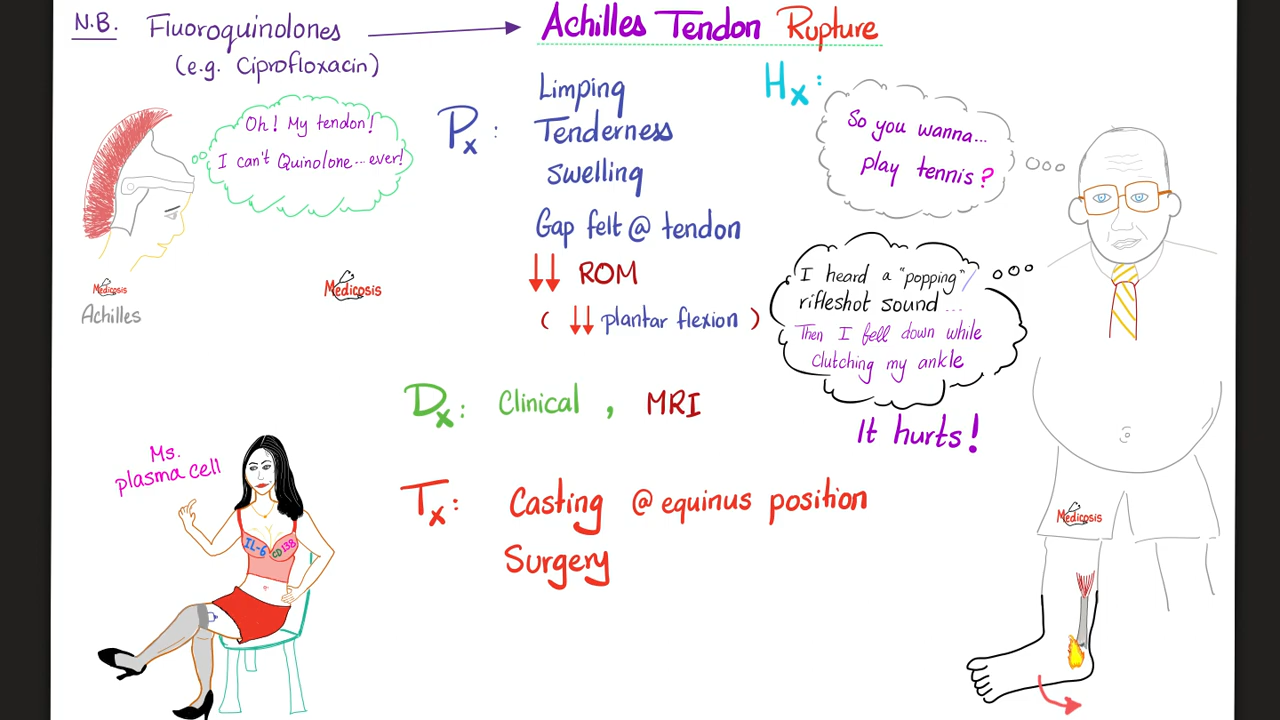 N.B. Fluoroquinolones
(e.g. Ciprofloxacin)
Achilles Tendon Rupture
Oh! My tendon!
I can't Quinolone...ever!
Medicosis
Achilles
Medicosis
Px:
Limping
Tenderness
Swelling
Gap felt @ tendon
↓↓ ROM
( ↓↓ plantar flexion )
Hx:
So you wanna...
play tennis?
I heard a "popping"/
rifleshot sound ...
Then I fell down while
clutching my ankle
It hurts!
Dx: Clinical , MRI
Tx: Casting @ equinus position
Surgery
Ms.
plasma cell
IL-6
CD138
Medicosis